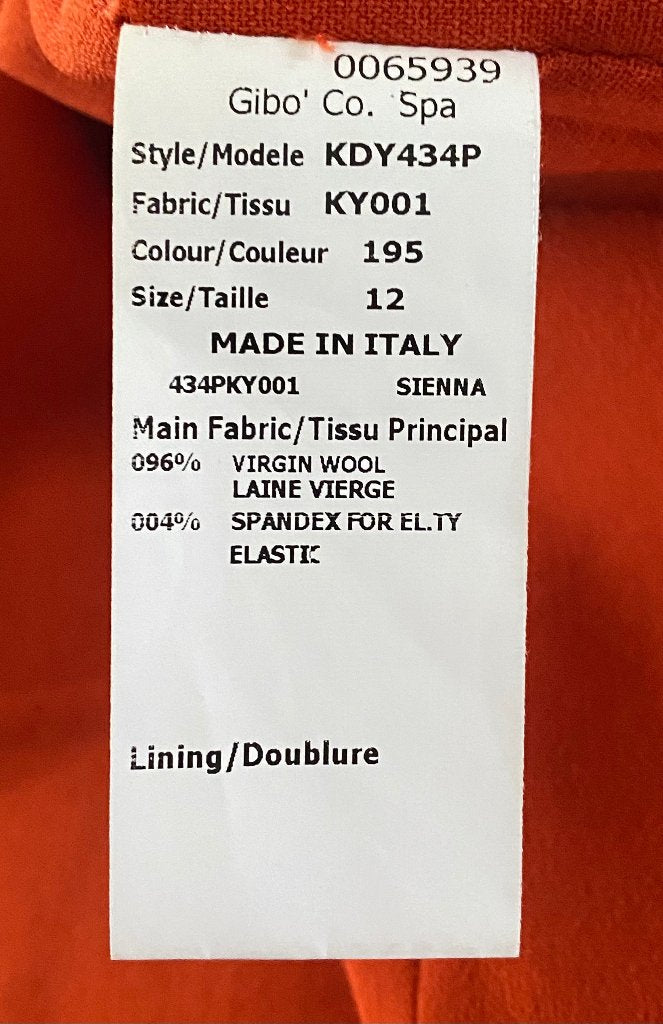 0065939
Gibo' Co. Spa
Style/Modele KDY434P
Fabric/Tissu KY001
Colour/Couleur 195
Size/Taille 12
MADE IN ITALY
434PKY001 SIENNA
Main Fabric/Tissu Principal
096% VIRGIN WOOL
LAINE VIERGE
004% SPANDEX FOR EL.TY
ELASTIC
Lining/Doublure